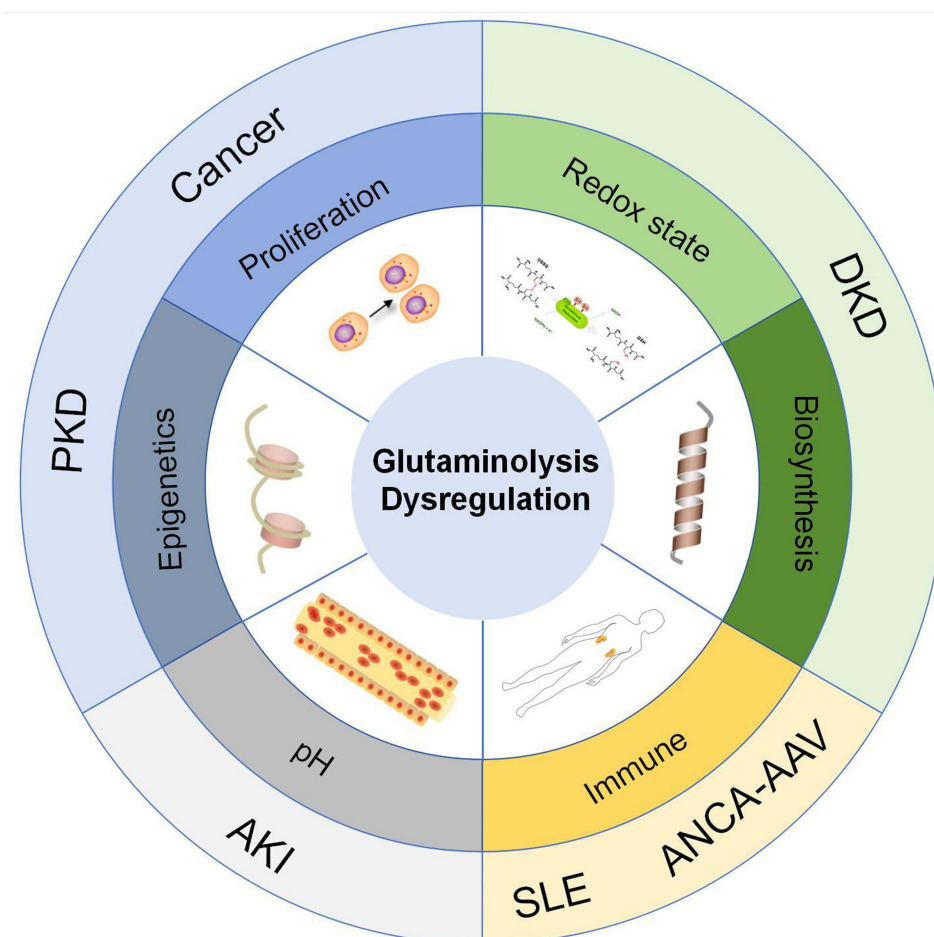 Cancer
Proliferation
Redox state
DKD
PKD
Epigenetics
Glutaminolysis
Dysregulation
Biosynthesis
pH
Immune
AKI
SLE
ANCA-AAV